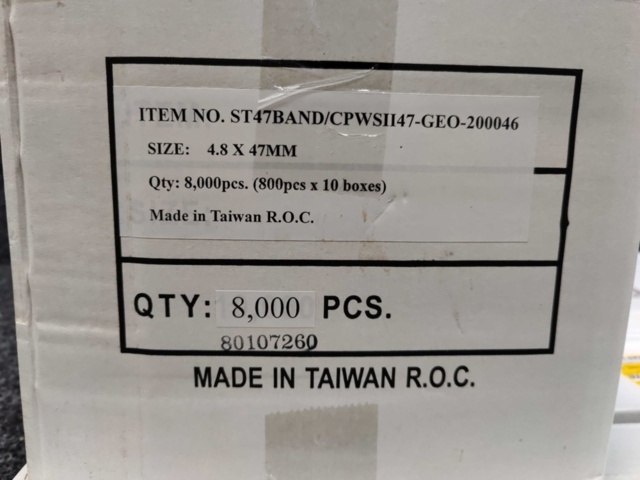 ITEM NO. ST47BAND/CPWSII47-GEO-200046
SIZE: 4.8 X 47MM
Qty: 8,000pcs. (800pcs x 10 boxes)
Made in Taiwan R.O.C.
QTY: 8,000 PCS.
80107260
MADE IN TAIWAN R.O.C.